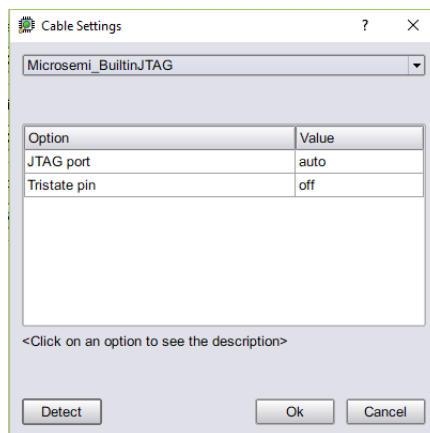 Cable Settings ? ×
Microsemi_BuiltinJTAG
Option Value
JTAG port auto
Tristate pin off
<Click on an option to see the description>
Detect Ok Cancel